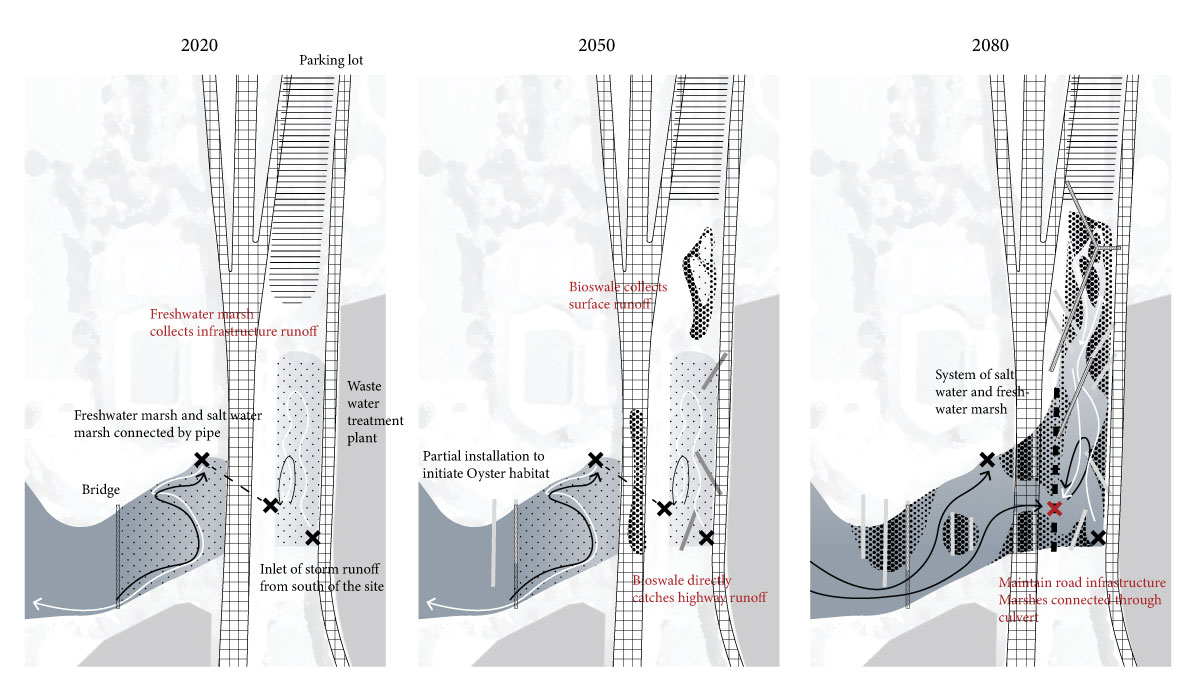 2020
Parking lot
Freshwater marsh
collects infrastructure runoff
Waste
water
treatment
plant
Freshwater marsh and salt water
marsh connected by pipe
Bridge
Inlet of storm runoff
from south of the site
2050
Bioswale collects
surface runoff
Partial installation to
initiate Oyster habitat
Bioswale directly
catches highway runoff
2080
System of salt
water and fresh-
water marsh
Maintain road infrastructure
Marshes connected through
culvert